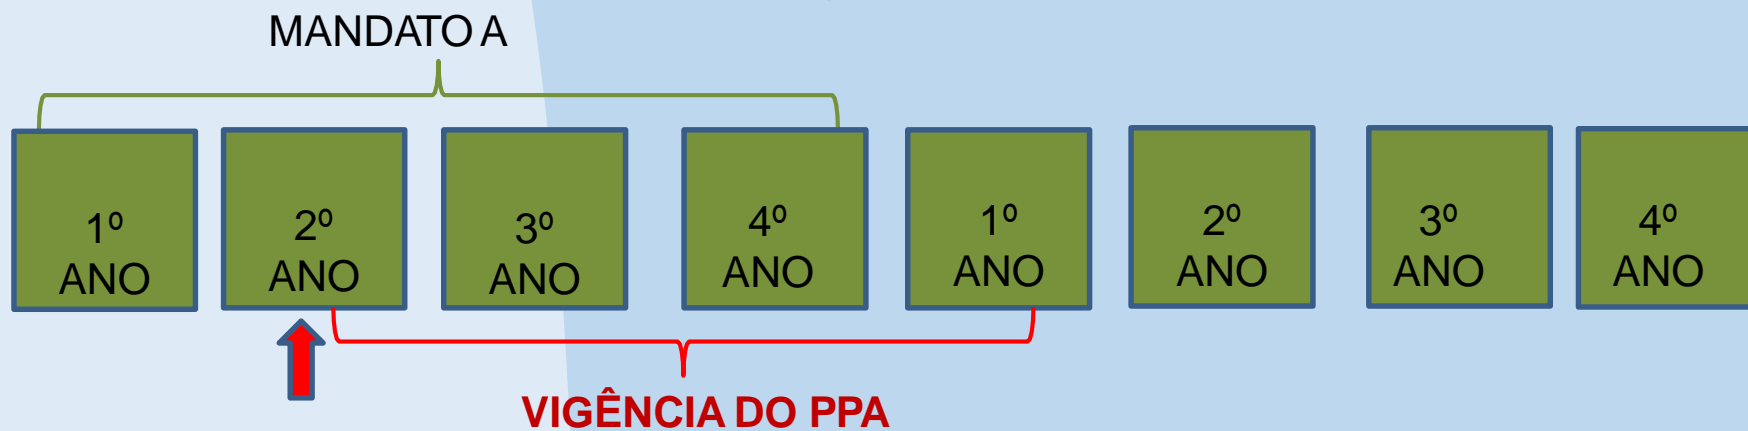 MANDATO A
1º
ANO
2º
ANO
3º
ANO
4º
ANO
1º
ANO
2º
ANO
3º
ANO
4º
ANO
VIGÊNCIA DO PPA